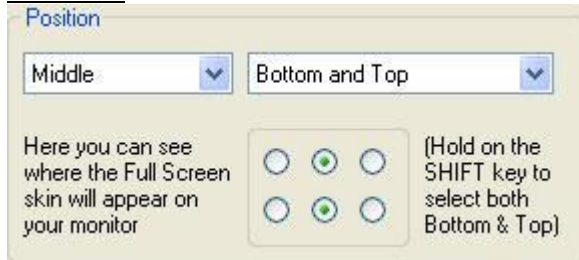 Position
Middle
Bottom and Top
Here you can see
where the Full Screen
skin will appear on
your monitor
(Hold on the
SHIFT key to
select both
Bottom & Top)